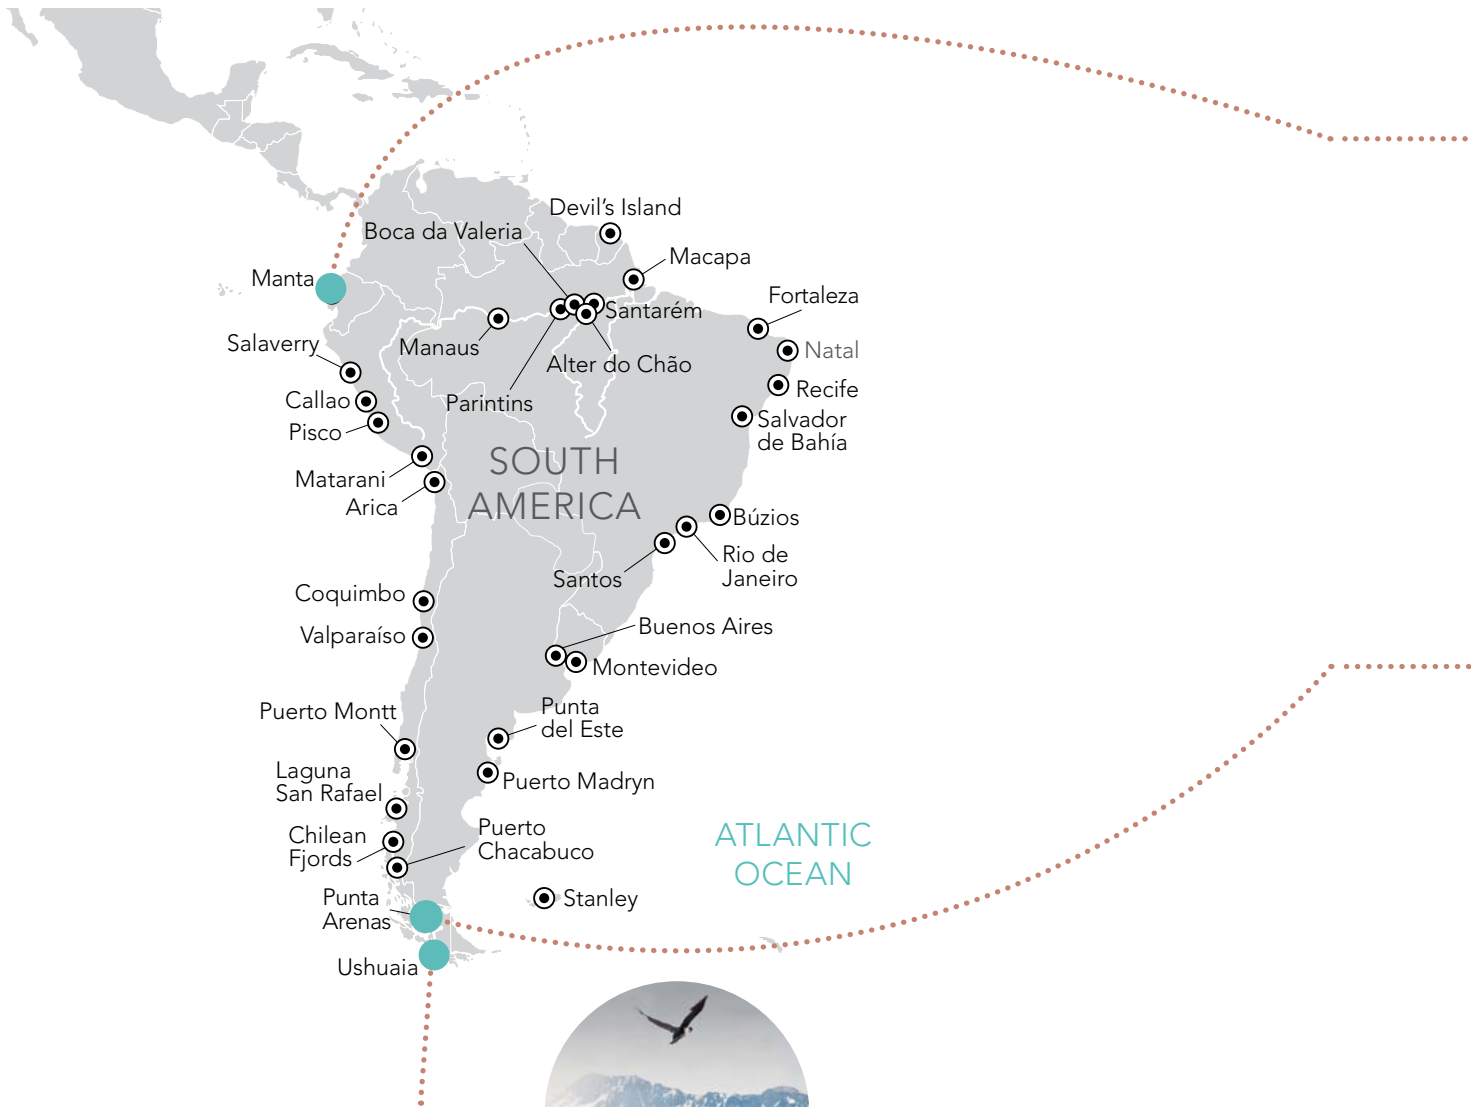 Devil's Island
Boca da Valeria
Macapa
Manta
Fortaleza
Santarém
Salaverry
Manaus
Natal
Alter do Chão
Recife
Callao
Parintins
Pisco
Salvador
de Bahía
SOUTH
AMERICA
Matarani
Arica
Búzios
Rio de
Janeiro
Santos
Coquimbo
Buenos Aires
Valparaíso
Montevideo
Puerto Montt
Punta
del Este
Laguna
San Rafael
Puerto Madryn
Chilean
Fjords
Puerto
Chacabuco
ATLANTIC
OCEAN
Punta
Arenas
Stanley
Ushuaia